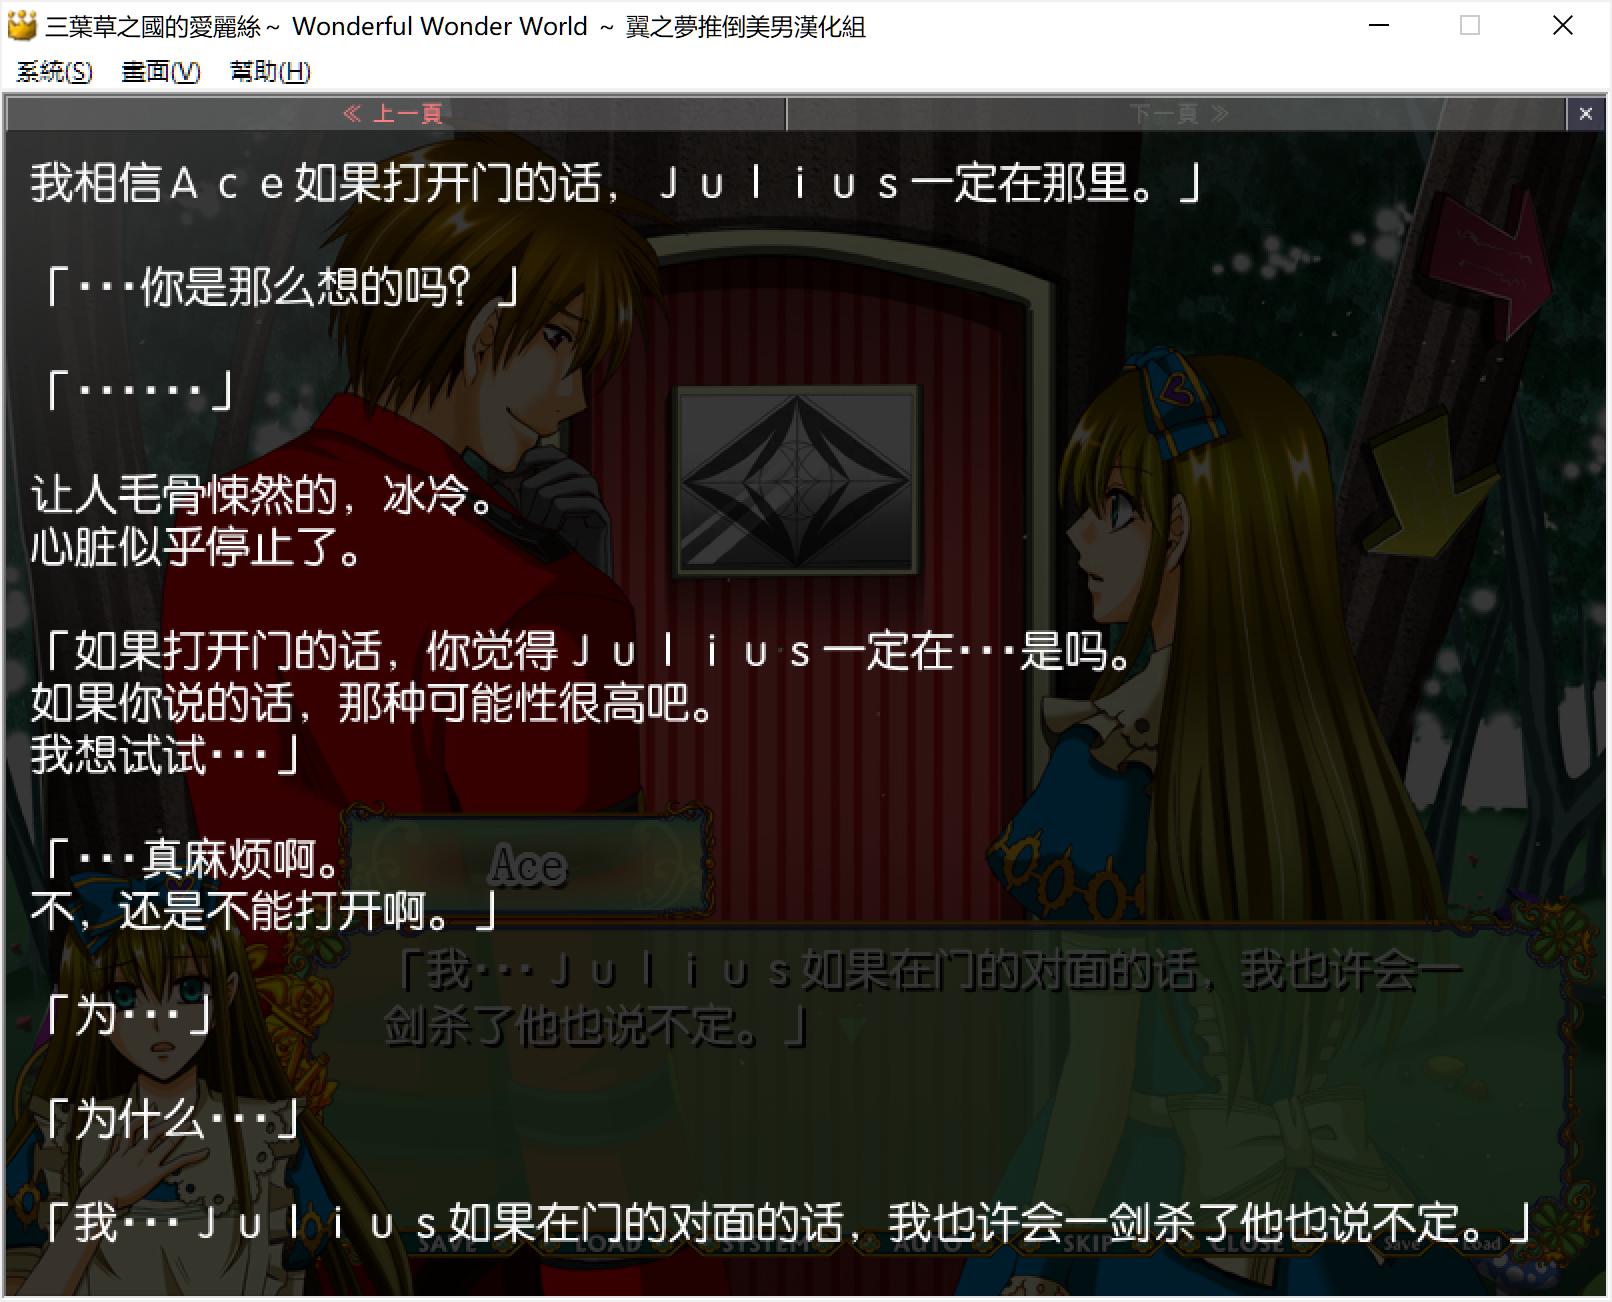 三葉草之國的愛麗絲～ Wonderful Wonder World ～ 翼之夢推倒美男漢化組
系統(S) 畫面(V) 幫助(H)
≪ 上一頁 下一頁 ≫ ×
我相信Ａｃｅ如果打开门的话，Ｊｕｌｉｕｓ一定在那里。」
「···你是那么想的吗？」
「······」
让人毛骨悚然的，冰冷。
心脏似乎停止了。
「如果打开门的话，你觉得Ｊｕｌｉｕｓ一定在···是吗。
如果你说的话，那种可能性很高吧。
我想试试···」
「···真麻烦啊。
不，还是不能打开啊。」
「为···」
「为什么···」
「我···Ｊｕｌｉｕｓ如果在门的对面的话，我也许会一剑杀了他也说不定。」
Ace
「我···Ｊｕｌｉｕｓ如果在门的对面的话，我也许会一
剑杀了他也说不定。」
SAVE LOAD SYSTEM AUTO SKIP CLOSE Save Load